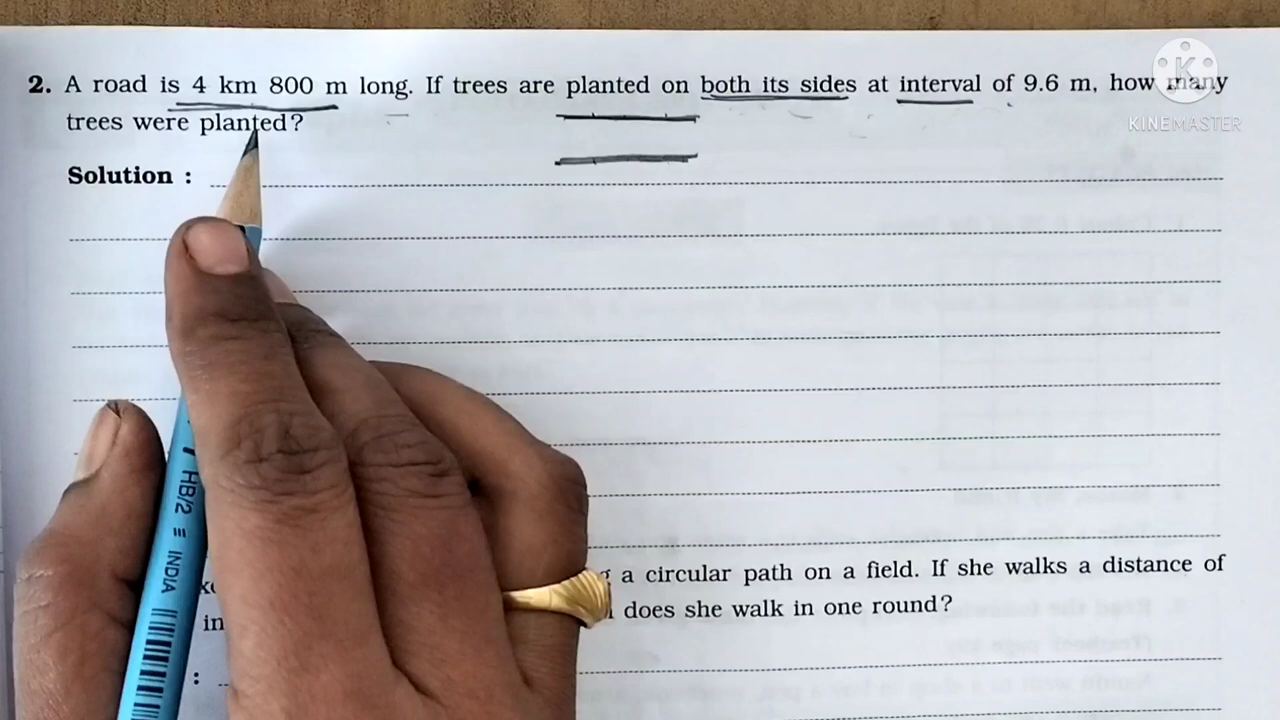 2. A road is 4 km 800 m long. If trees are planted on both its sides at interval of 9.6 m, how many
trees were planted?
Solution :
a circular path on a field. If she walks a distance of
in does she walk in one round?
:
HB/2 ≡ INDIA
KINEMASTER